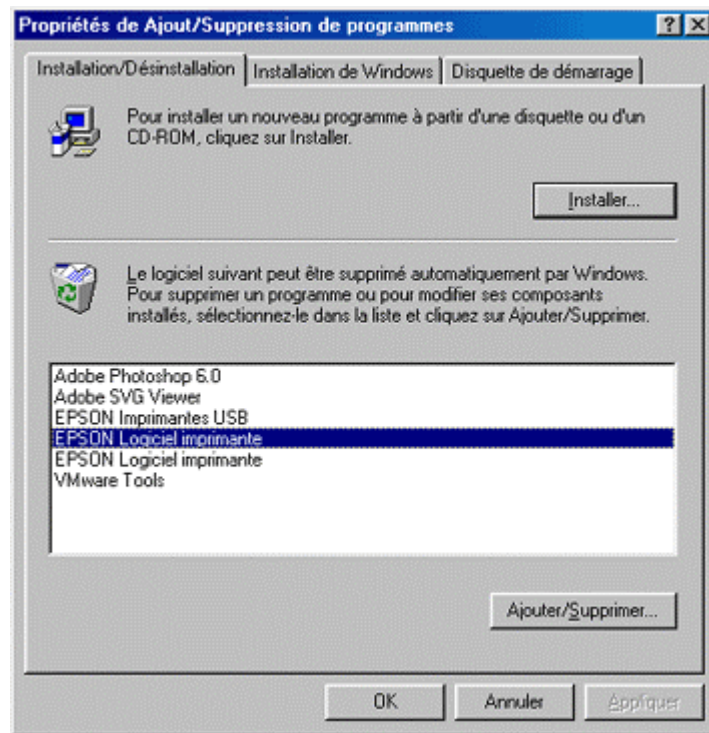 Propriétés de Ajout/Suppression de programmes
Installation/Désinstallation
Installation de Windows
Disquette de démarrage
Pour installer un nouveau programme à partir d'une disquette ou d'un
CD-ROM, cliquez sur Installer.
Installer...
Le logiciel suivant peut être supprimé automatiquement par Windows.
Pour supprimer un programme ou pour modifier ses composants
installés, sélectionnez-le dans la liste et cliquez sur Ajouter/Supprimer.
Adobe Photoshop 6.0
Adobe SVG Viewer
EPSON Imprimantes USB
EPSON Logiciel imprimante
EPSON Logiciel imprimante
VMware Tools
Ajouter/Supprimer...
OK
Annuler
Appliquer